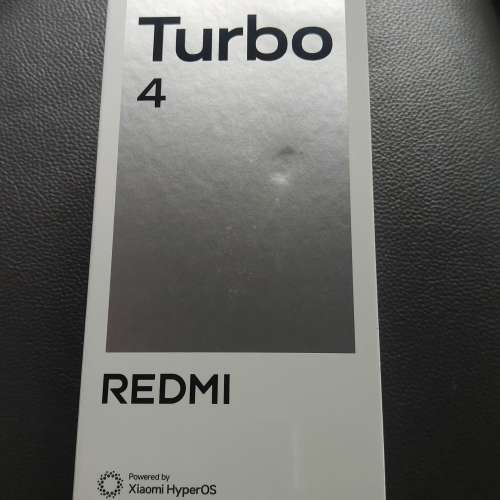 Turbo
4
REDMI
Powered by
Xiaomi HyperOS